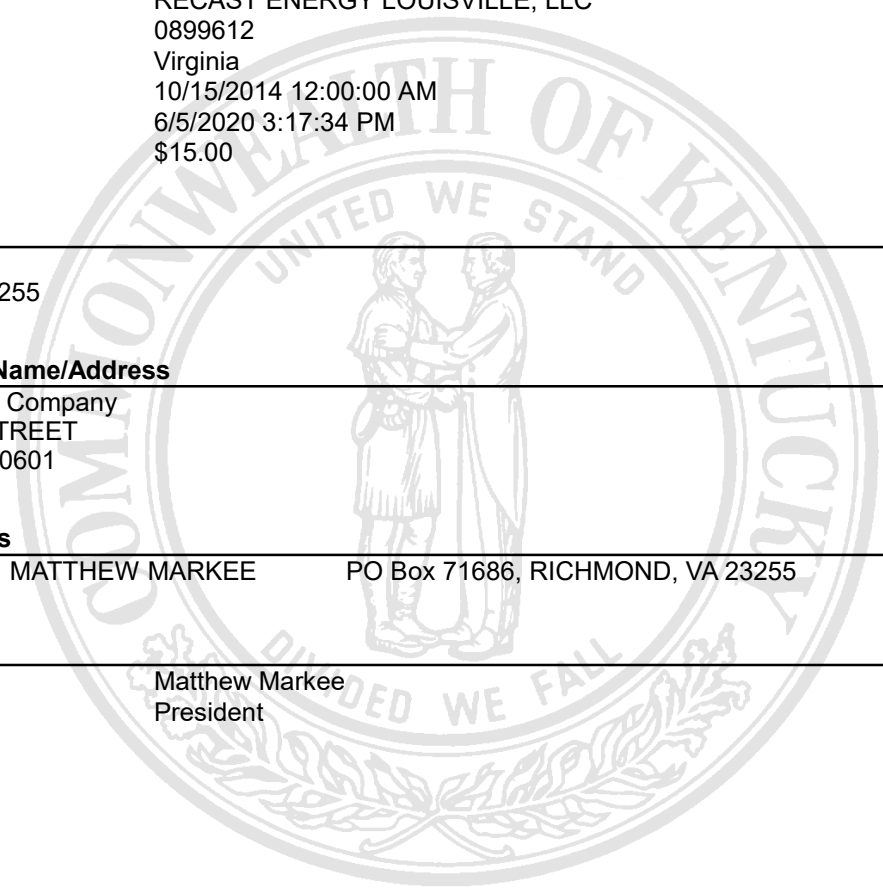 RECAST ENERGY LOUISVILLE, LLC
0899612
Virginia
10/15/2014 12:00:00 AM
6/5/2020 3:17:34 PM
$15.00
255
Name/Address
Company
TREET
0601
s
MATTHEW MARKEE PO Box 71686, RICHMOND, VA 23255
Matthew Markee
President
COMMONWEALTH OF KENTUCKY
UNITED WE STAND
DIVIDED WE FALL